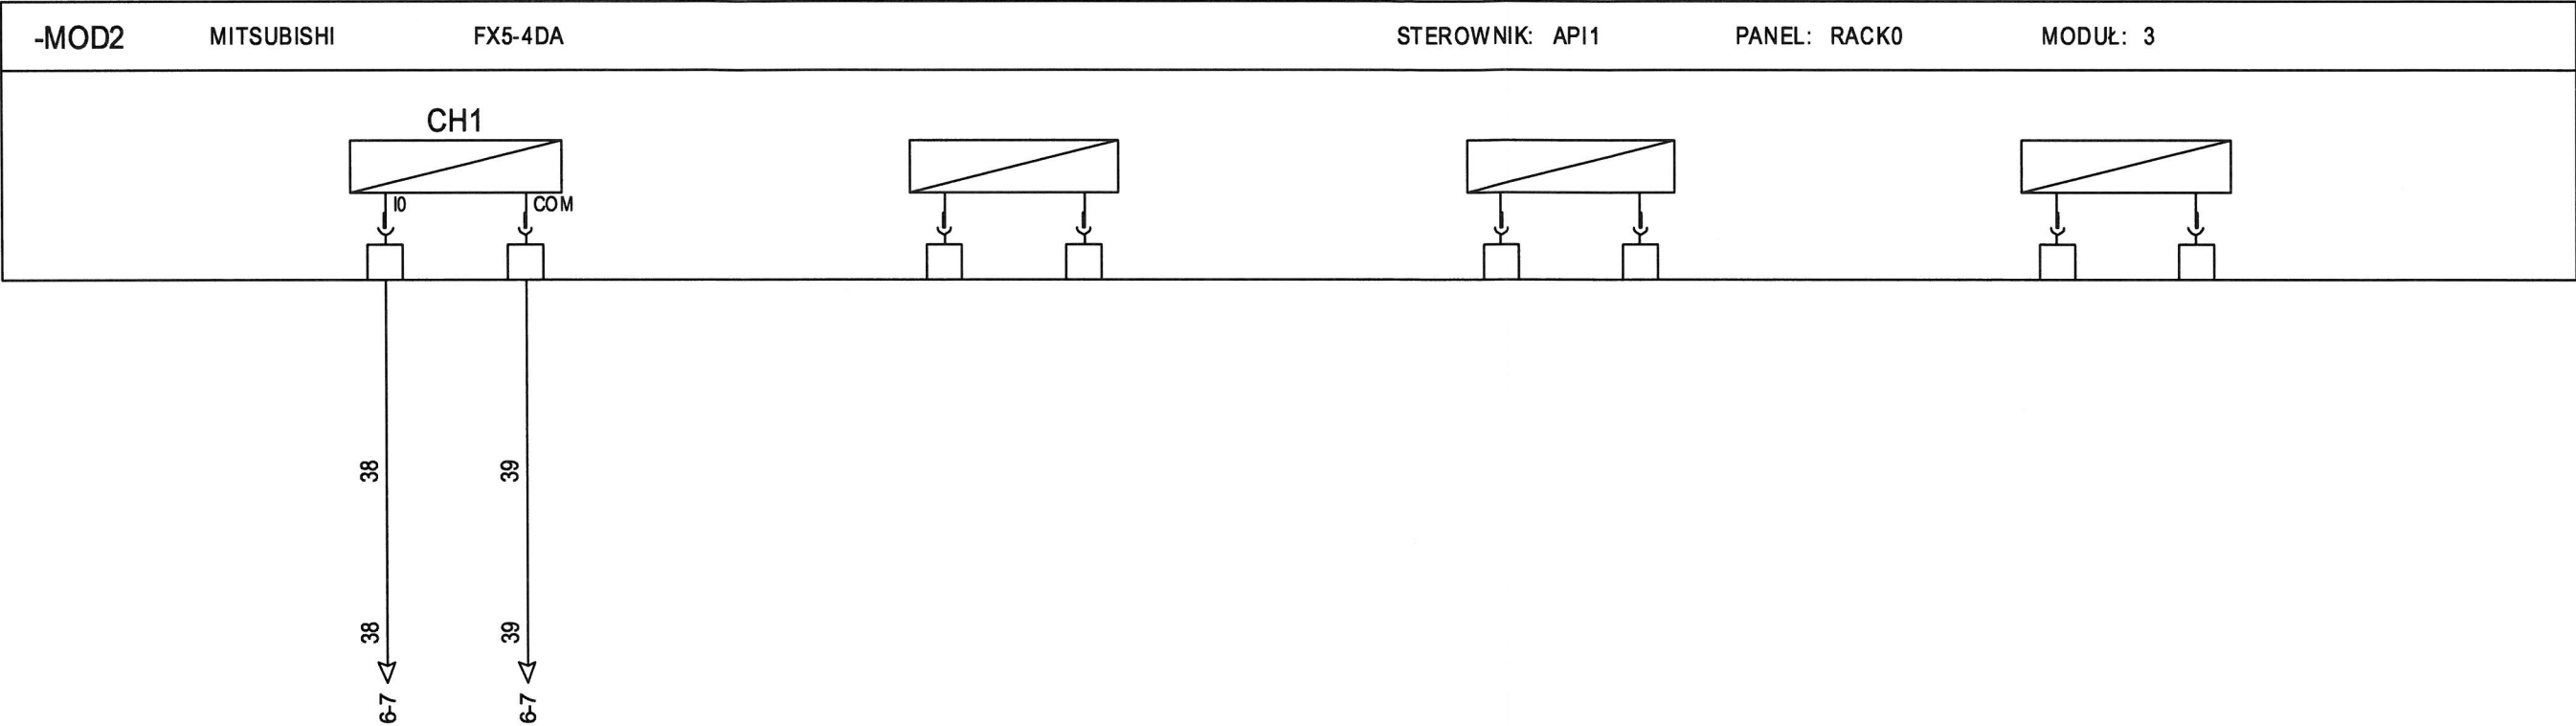 -MOD2 MITSUBISHI FX5-4DA STEROWNIK: API1 PANEL: RACK0 MODUŁ: 3
CH1
I0 COM
38 39
38 39
6-7 6-7